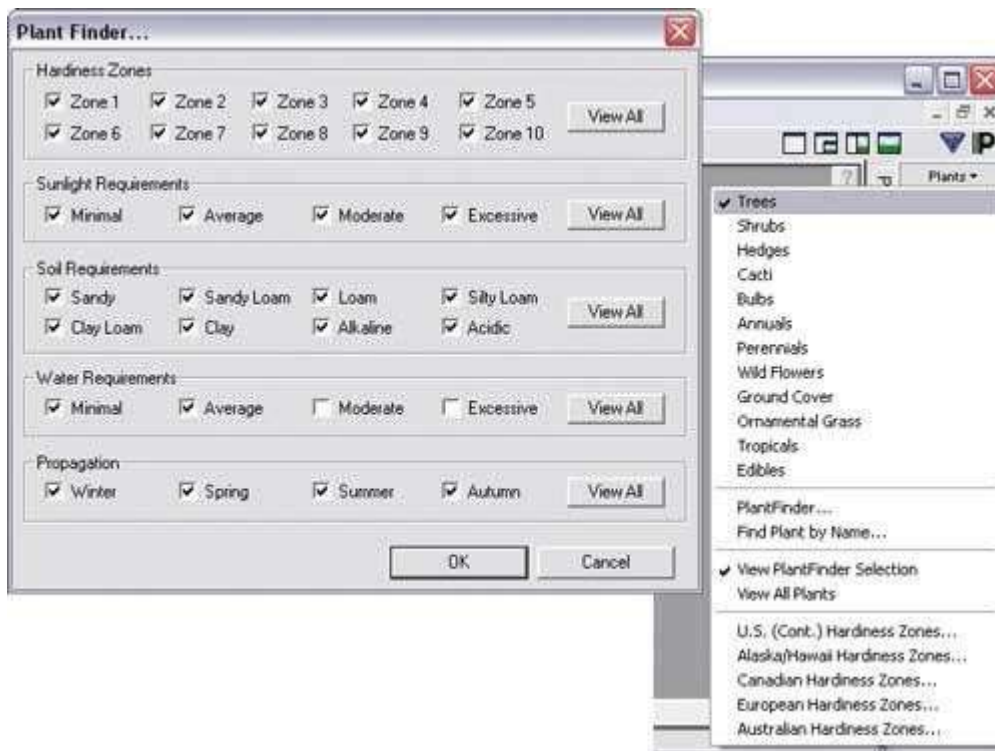 Plant Finder...
Hardiness Zones
Zone 1 Zone 2 Zone 3 Zone 4 Zone 5
View All
Zone 6 Zone 7 Zone 8 Zone 9 Zone 10
Sunlight Requirements
Minimal Average Moderate Excessive View All
Soil Requirements
Sandy Sandy Loam Loam Silty Loam
View All
Clay Loam Clay Alkaline Acidic
Water Requirements
Minimal Average Moderate Excessive View All
Propagation
Winter Spring Summer Autumn View All
OK Cancel
P
? P Plants
Trees
Shrubs
Hedges
Cacti
Bulbs
Annuals
Perennials
Wild Flowers
Ground Cover
Ornamental Grass
Tropicals
Edibles
PlantFinder...
Find Plant by Name...
View PlantFinder Selection
View All Plants
U.S. (Cont.) Hardiness Zones...
Alaska/Hawaii Hardiness Zones...
Canadian Hardiness Zones...
European Hardiness Zones...
Australian Hardiness Zones...